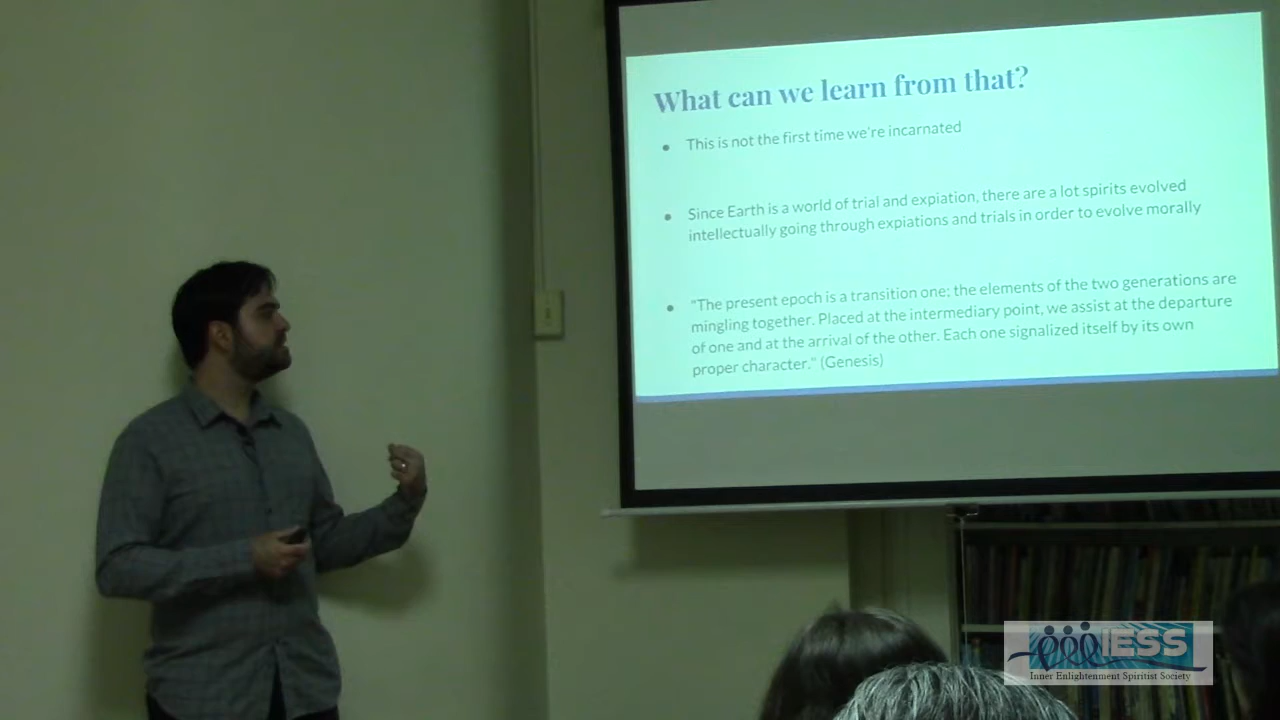 What can we learn from that?
This is not the first time we're incarnated
Since Earth is a world of trial and expiation, there are a lot spirits evolved
intellectually going through expiations and trials in order to evolve morally
"The present epoch is a transition one; the elements of the two generations are
mingling together. Placed at the intermediary point, we assist at the departure
of one and at the arrival of the other. Each one signalized itself by its own
proper character." (Genesis)
IESS
Inner Enlightenment Spiritist Society